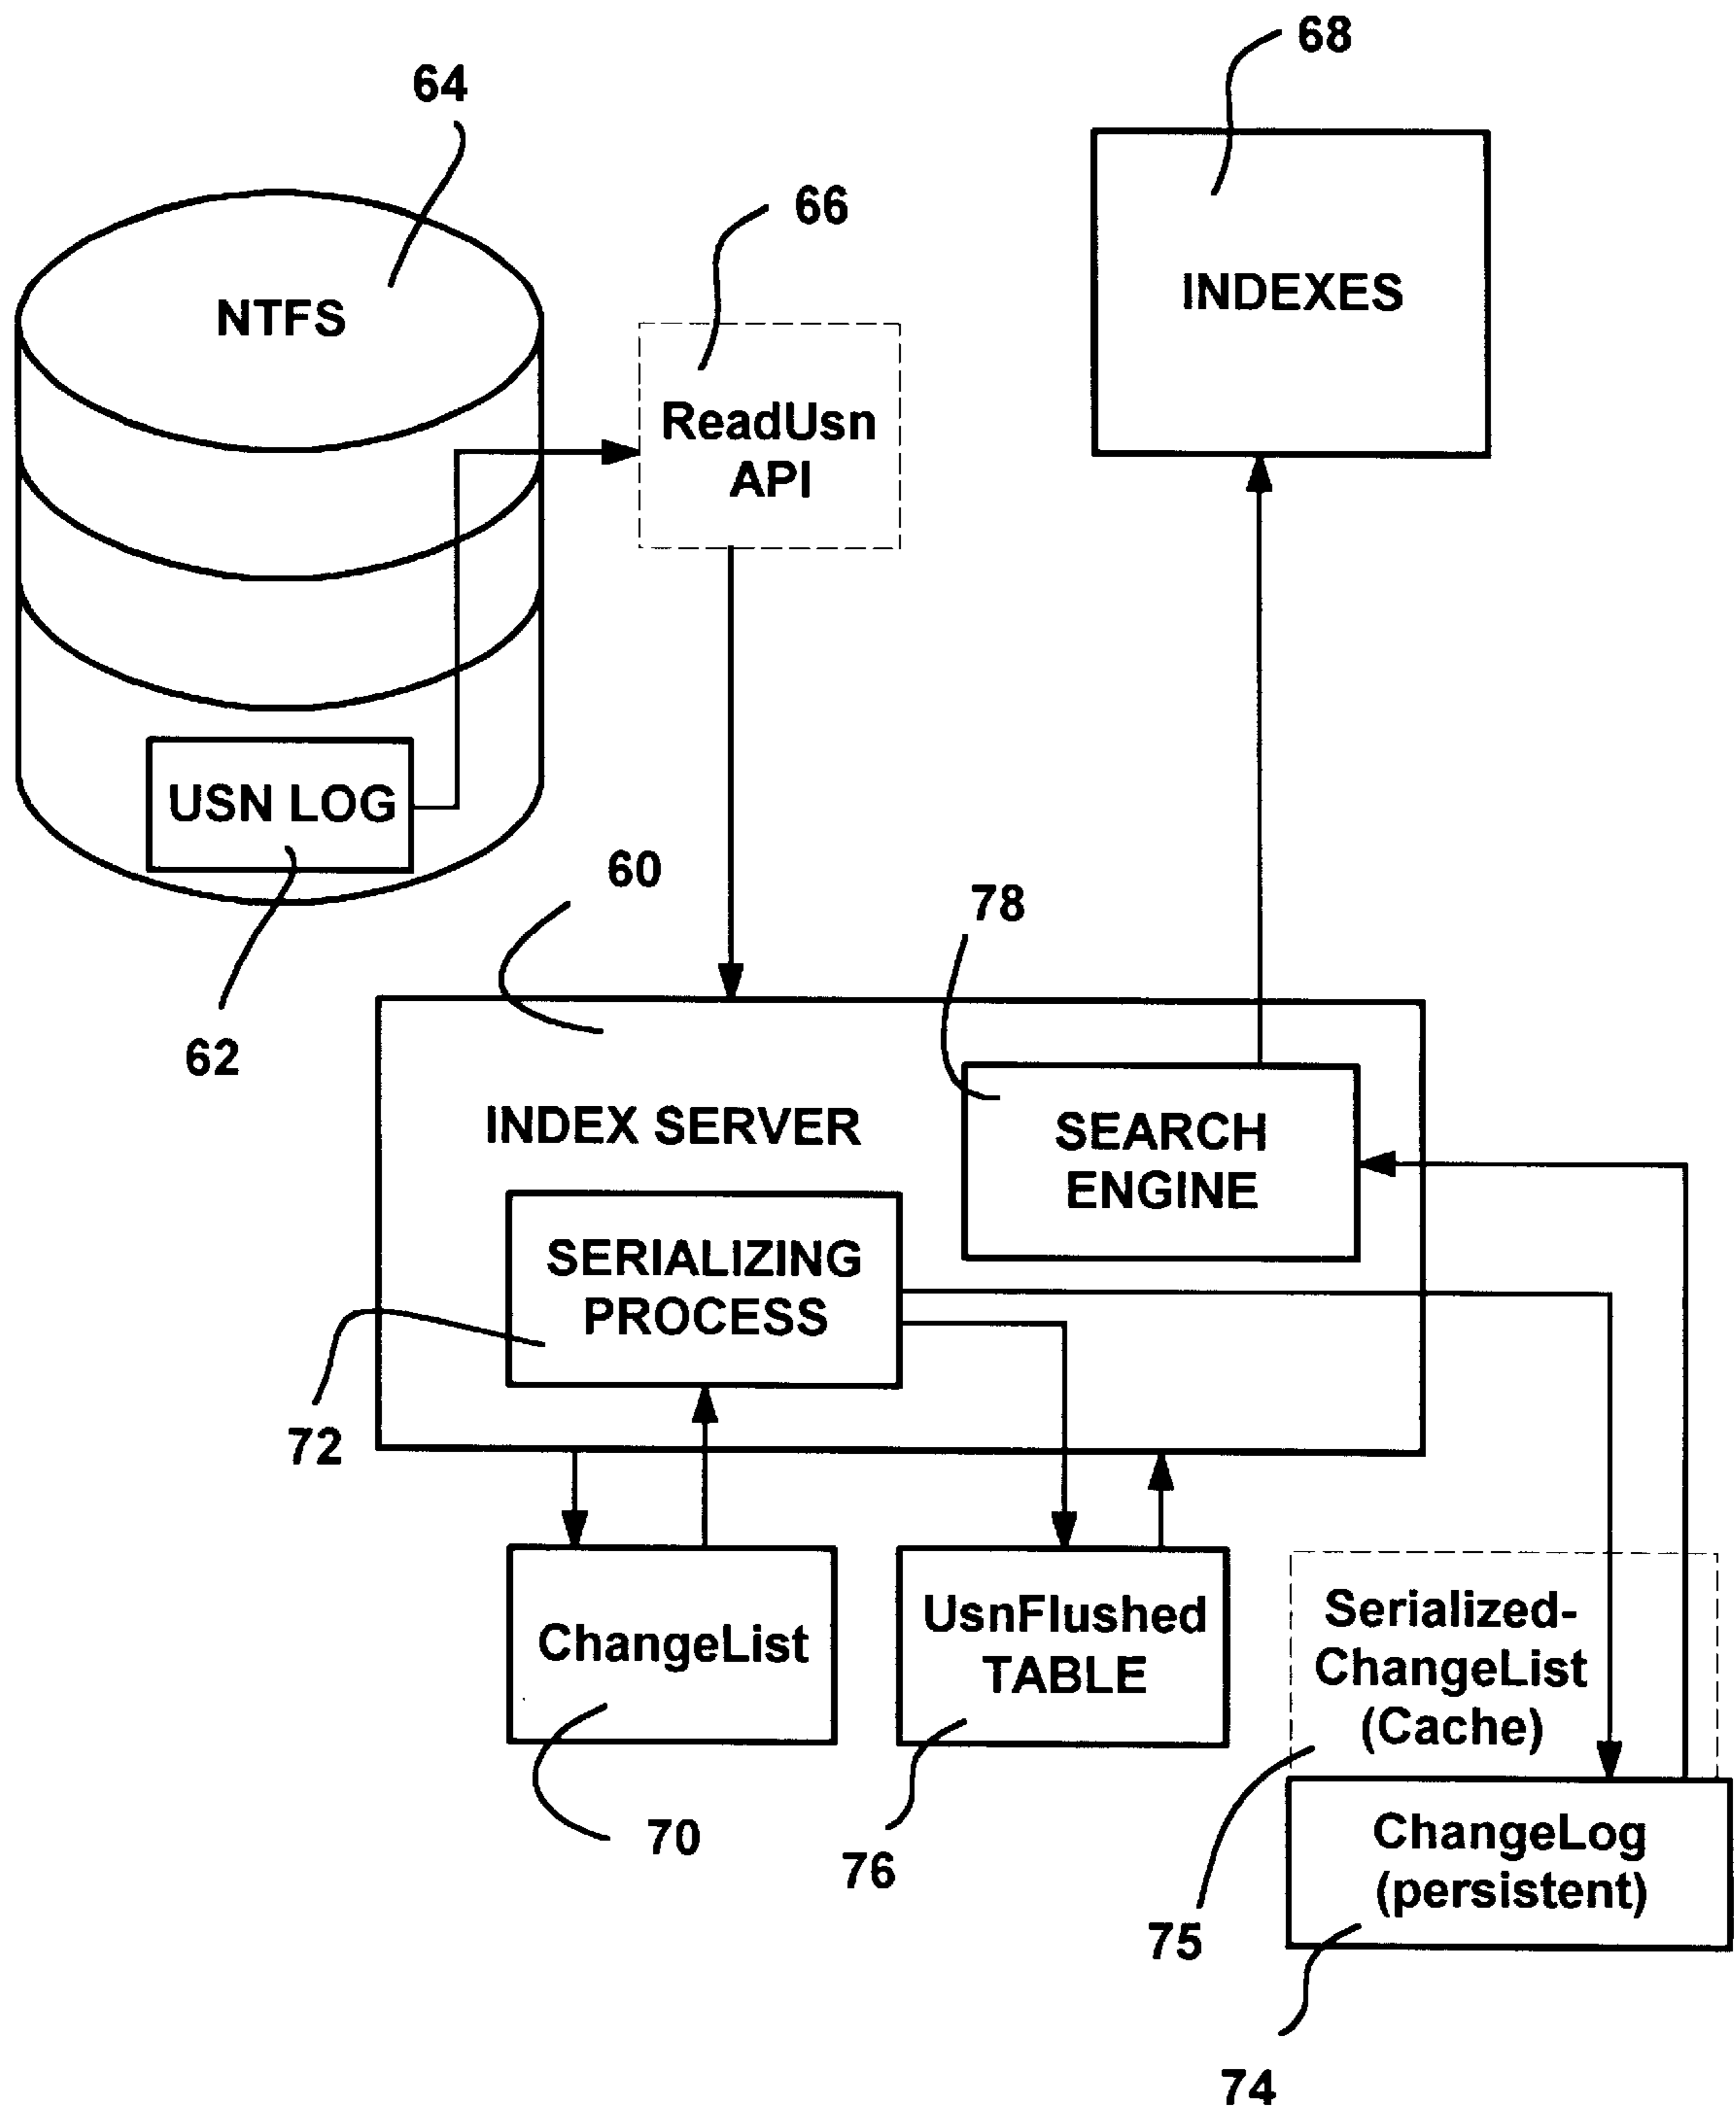 68
64
66
NTFS
INDEXES
ReadUsn
API
USN LOG
60
78
62
INDEX SERVER
SEARCH
ENGINE
SERIALIZING
PROCESS
72
ChangeList
UsnFlushed
TABLE
Serialized-
ChangeList
(Cache)
70
76
75
ChangeLog
(persistent)
74